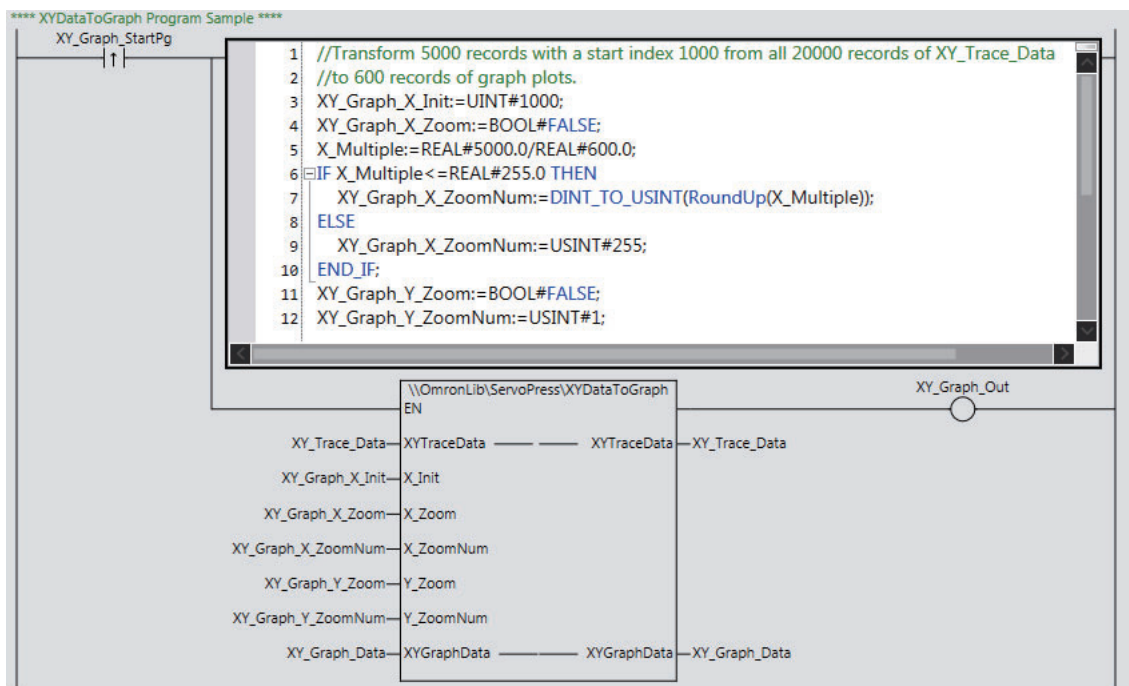 **** XYDataToGraph Program Sample ****
XY_Graph_StartPg
1 //Transform 5000 records with a start index 1000 from all 20000 records of XY_Trace_Data
2 //to 600 records of graph plots.
3 XY_Graph_X_Init:=UINT#1000;
4 XY_Graph_X_Zoom:=BOOL#FALSE;
5 X_Multiple:=REAL#5000.0/REAL#600.0;
6 IF X_Multiple<=REAL#255.0 THEN
7 XY_Graph_X_ZoomNum:=DINT_TO_USINT(RoundUp(X_Multiple));
8 ELSE
9 XY_Graph_X_ZoomNum:=USINT#255;
10 END_IF;
11 XY_Graph_Y_Zoom:=BOOL#FALSE;
12 XY_Graph_Y_ZoomNum:=USINT#1;
\\OmronLib\ServoPress\XYDataToGraph XY_Graph_Out
EN
XY_Trace_Data XYTraceData XYTraceData XY_Trace_Data
XY_Graph_X_Init X_Init
XY_Graph_X_Zoom X_Zoom
XY_Graph_X_ZoomNum X_ZoomNum
XY_Graph_Y_Zoom Y_Zoom
XY_Graph_Y_ZoomNum Y_ZoomNum
XY_Graph_Data XYGraphData XYGraphData XY_Graph_Data